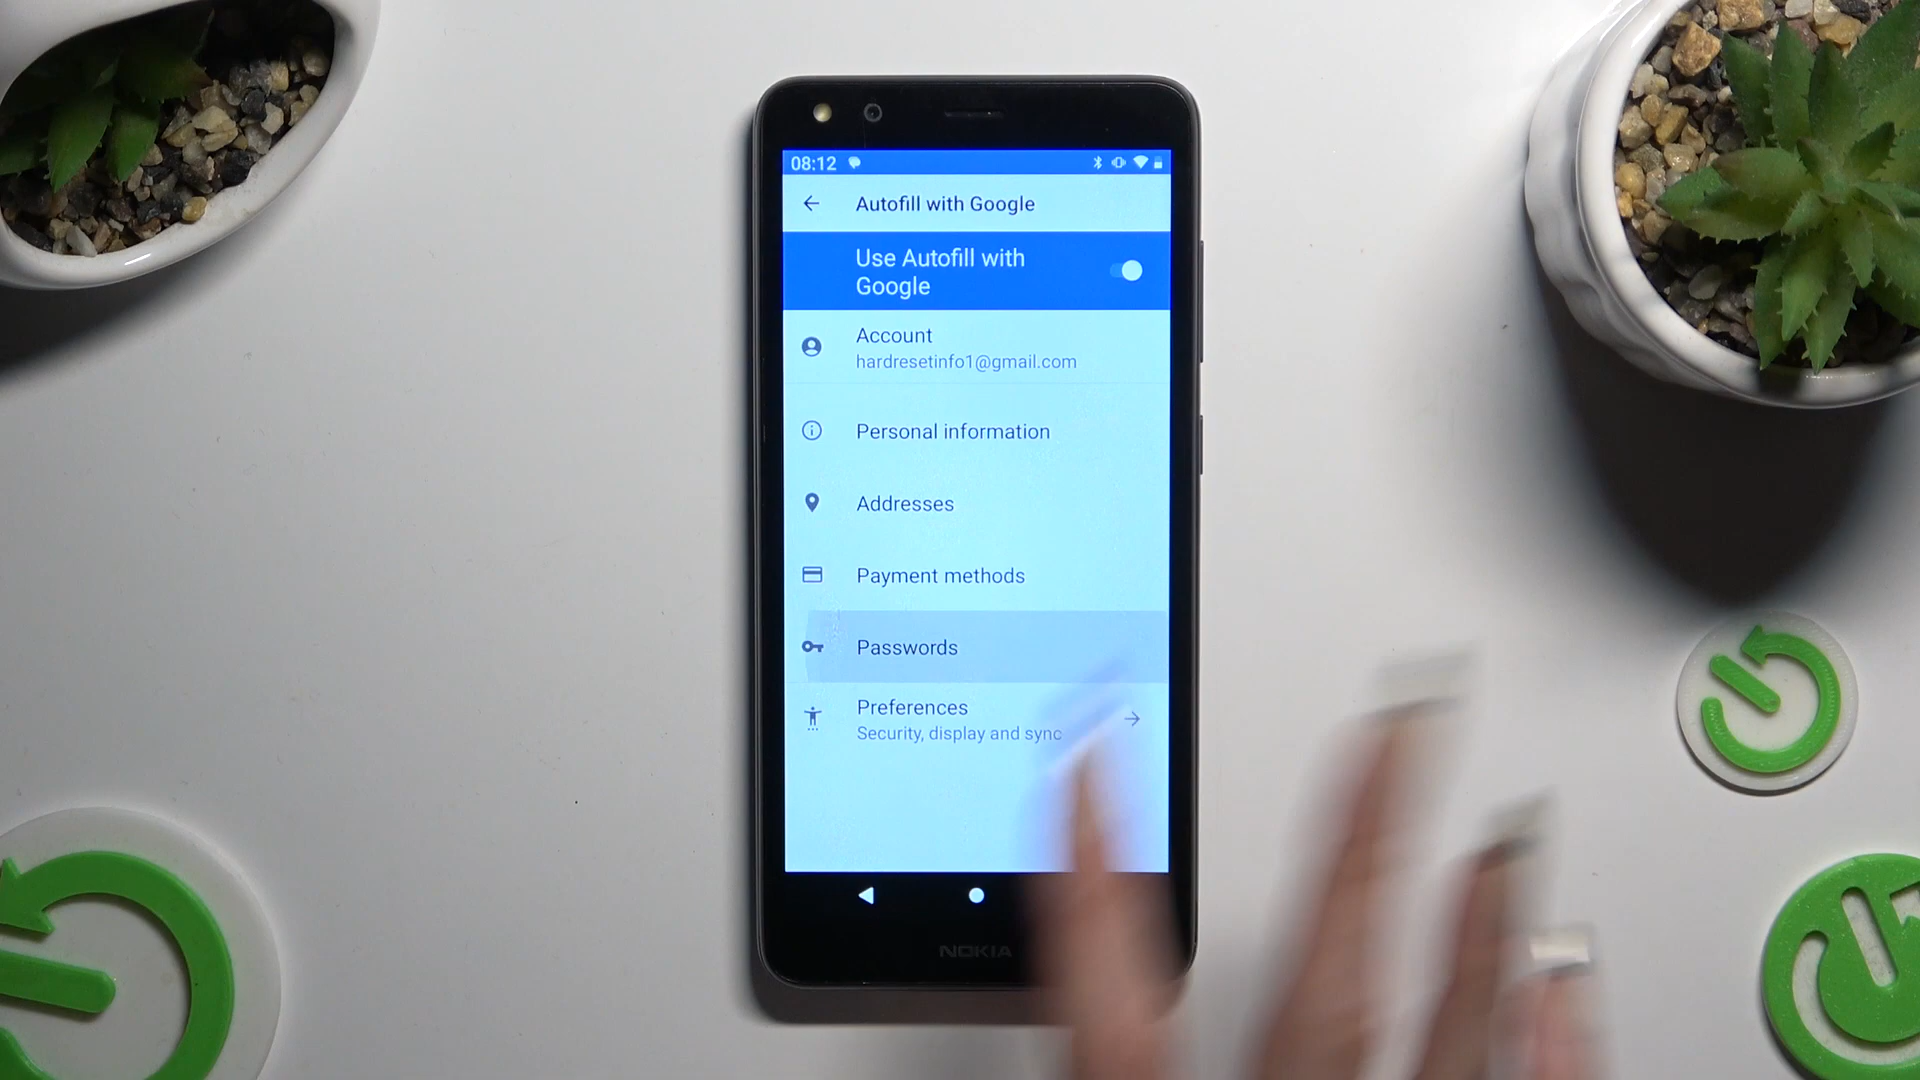 08:12
Autofill with Google
Use Autofill with
Google
Account
hardresetinfo1@gmail.com
Personal information
Addresses
Payment methods
Passwords
Preferences
Security, display and sync
NOKIA